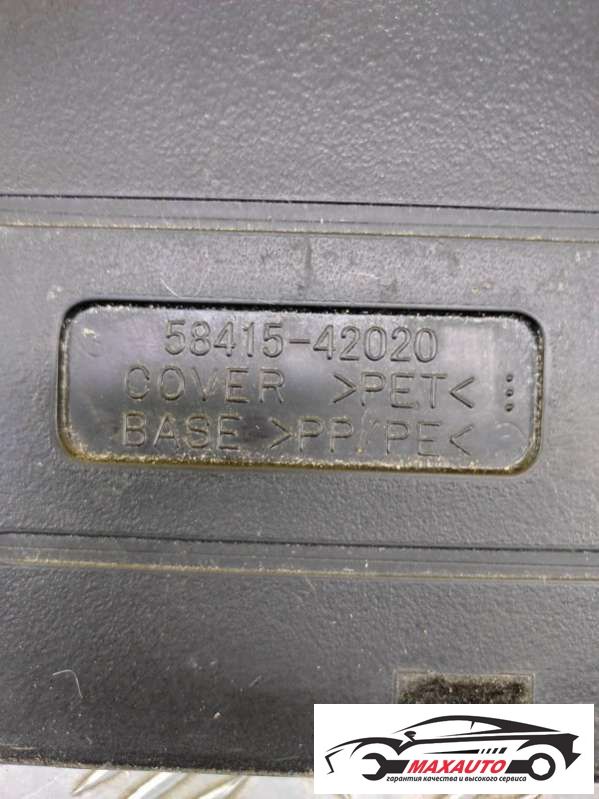 58415-42020
COVER >PET<
BASE >PP/PE<
MAXAUTO
гарантия качества и высокого сервиса